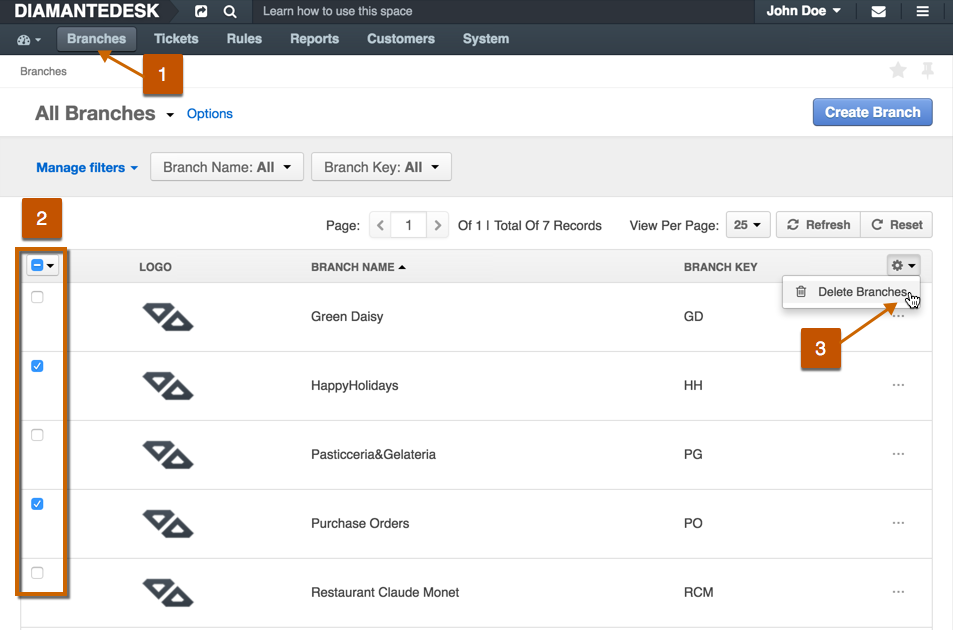 DIAMANTEDESK Learn how to use this space John Doe
Branches Tickets Rules Reports Customers System
Branches
1
All Branches Options Create Branch
Manage filters Branch Name: All Branch Key: All
2
Page: 1 Of 1 | Total Of 7 Records View Per Page: 25 Refresh Reset
LOGO BRANCH NAME BRANCH KEY
Delete Branches
Green Daisy GD ...
3
HappyHolidays HH ...
Pasticceria&Gelateria PG ...
Purchase Orders PO ...
Restaurant Claude Monet RCM ...